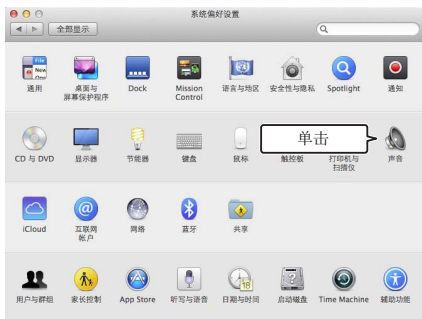 系统偏好设置
全部显示
File
New
通用
桌面与
屏幕保护程序
Dock
Mission
Control
语言与地区
安全性与隐私
Spotlight
通知
CD 与 DVD
显示器
节能器
键盘
鼠标
单击
触控板
打印机与
扫描仪
声音
iCloud
互联网
帐户
网络
蓝牙
共享
18
用户与群组
家长控制
App Store
听写与语音
日期与时间
启动磁盘
Time Machine
辅助功能